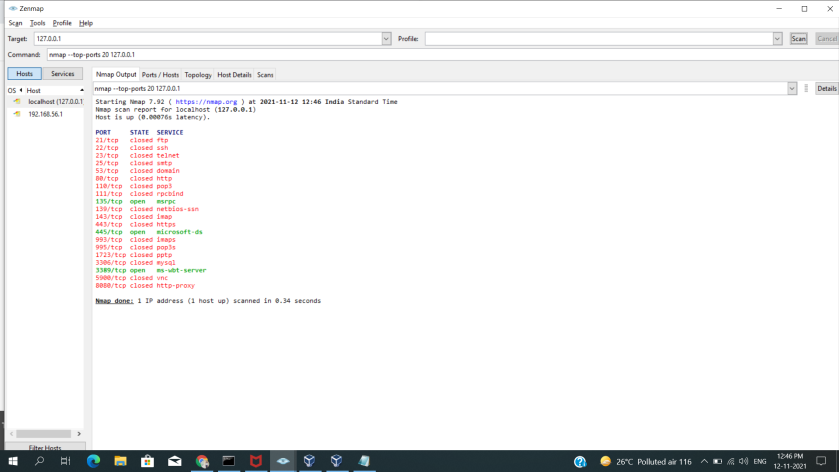 Zenmap
Scan Tools Profile Help
Target: 127.0.0.1 Profile: Scan Cancel
Command: nmap --top-ports 20 127.0.0.1
Hosts Services Nmap Output Ports / Hosts Topology Host Details Scans
OS Host
nmap --top-ports 20 127.0.0.1 Details
localhost (127.0.0.1
192.168.56.1
Starting Nmap 7.92 ( https://nmap.org ) at 2021-11-12 12:46 India Standard Time
Nmap scan report for localhost (127.0.0.1)
Host is up (0.00076s latency).
PORT STATE SERVICE
21/tcp closed ftp
22/tcp closed ssh
23/tcp closed telnet
25/tcp closed smtp
53/tcp closed domain
80/tcp closed http
110/tcp closed pop3
111/tcp closed rpcbind
135/tcp open msrpc
139/tcp closed netbios-ssn
143/tcp closed imap
443/tcp closed https
445/tcp open microsoft-ds
993/tcp closed imaps
995/tcp closed pop3s
1723/tcp closed pptp
3306/tcp closed mysql
3389/tcp open ms-wbt-server
5900/tcp closed vnc
8080/tcp closed http-proxy
Nmap done: 1 IP address (1 host up) scanned in 0.34 seconds
Filter Hosts
26°C Polluted air 116 ENG 12:46 PM
12-11-2021